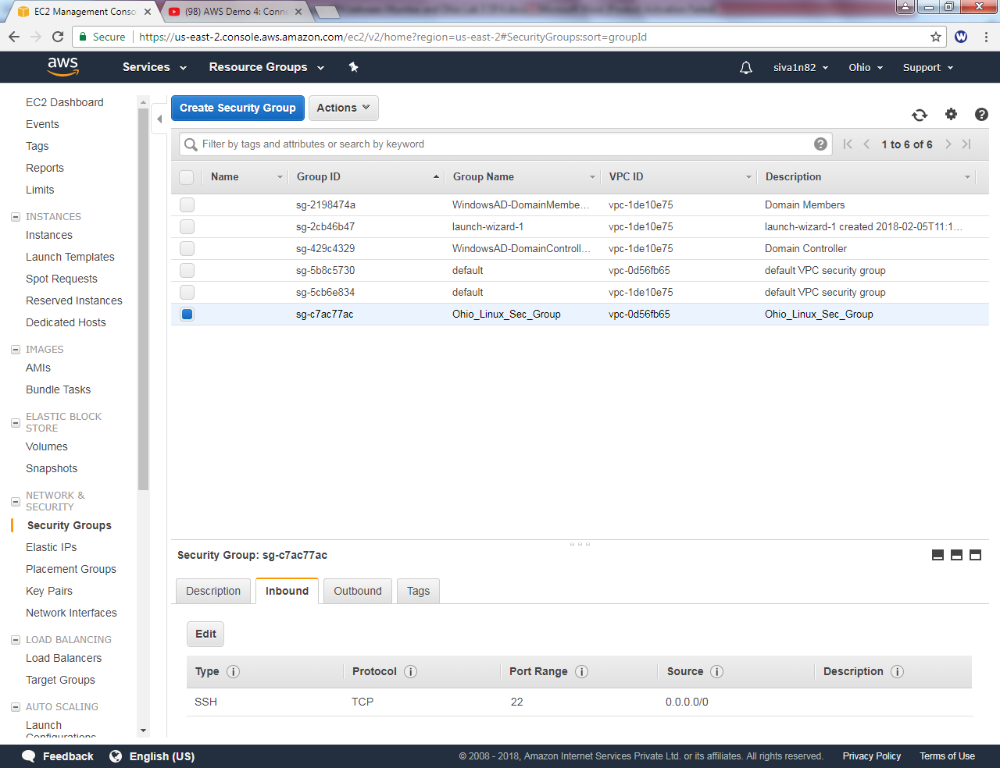 EC2 Management Conso
(98) AWS Demo 4: Conne
Secure
https://us-east-2.console.aws.amazon.com/ec2/v2/home?region=us-east-2#SecurityGroups:sort=groupId
W
aws
Services
Resource Groups
siva1n82
Ohio
Support
EC2 Dashboard
Events
Tags
Reports
Limits
INSTANCES
Instances
Launch Templates
Spot Requests
Reserved Instances
Dedicated Hosts
IMAGES
AMIs
Bundle Tasks
ELASTIC BLOCK
STORE
Volumes
Snapshots
NETWORK &
SECURITY
Security Groups
Elastic IPs
Placement Groups
Key Pairs
Network Interfaces
LOAD BALANCING
Load Balancers
Target Groups
AUTO SCALING
Launch
Configurations
Create Security Group
Actions
Filter by tags and attributes or search by keyword
1 to 6 of 6
Name Group ID Group Name VPC ID Description
sg-2198474a WindowsAD-DomainMembe... vpc-1de10e75 Domain Members
sg-2cb46b47 launch-wizard-1 vpc-1de10e75 launch-wizard-1 created 2018-02-05T11:1...
sg-429c4329 WindowsAD-DomainControll... vpc-1de10e75 Domain Controller
sg-5b8c5730 default vpc-0d56fb65 default VPC security group
sg-5cb6e834 default vpc-1de10e75 default VPC security group
sg-c7ac77ac Ohio_Linux_Sec_Group vpc-0d56fb65 Ohio_Linux_Sec_Group
Security Group: sg-c7ac77ac
Description Inbound Outbound Tags
Edit
Type Protocol Port Range Source Description
SSH TCP 22 0.0.0.0/0
Feedback
English (US)
© 2008 - 2018, Amazon Internet Services Private Ltd. or its affiliates. All rights reserved.
Privacy Policy
Terms of Use